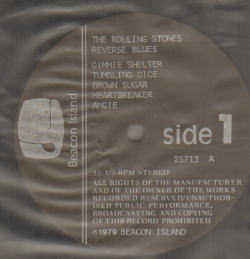 THE ROLLING STONES
REVERSE BLUES
GIMMIE SHELTER
TUMBLING DICE
BROWN SUGAR
HEARTBREAKER
ANGIE
Beacon Island
side 1
2S713 A
33 1/3 RPM STEREO
ALL RIGHTS OF THE MANUFACTURER
AND OF THE OWNER OF THE WORKS
RECORDED RESERVED/UNAUTHOR-
ISED PUBLIC PERFORMANCE,
BROADCASTING AND COPYING
OF THIS RECORD PROHIBITED
℗1979 BEACON ISLAND